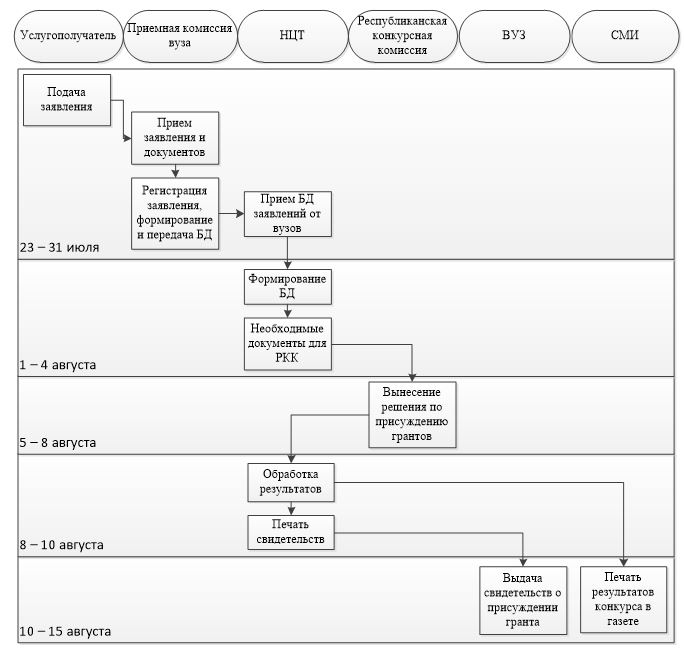 Услугополучатель
Приемная комиссия
вуза
НЦТ
Республиканская
конкурсная
комиссия
ВУЗ
СМИ
Подача
заявления
Прием
заявления и
документов
Регистрация
заявления,
формирование
и передача БД
Прием БД
заявлений от
вузов
23 – 31 июля
Формирование
БД
Необходимые
документы для
РКК
1 – 4 августа
Вынесение
решения по
присуждению
грантов
5 – 8 августа
Обработка
результатов
Печать
свидетельств
8 – 10 августа
Выдача
свидетельств о
присуждении
гранта
Печать
результатов
конкурса в
газете
10 – 15 августа